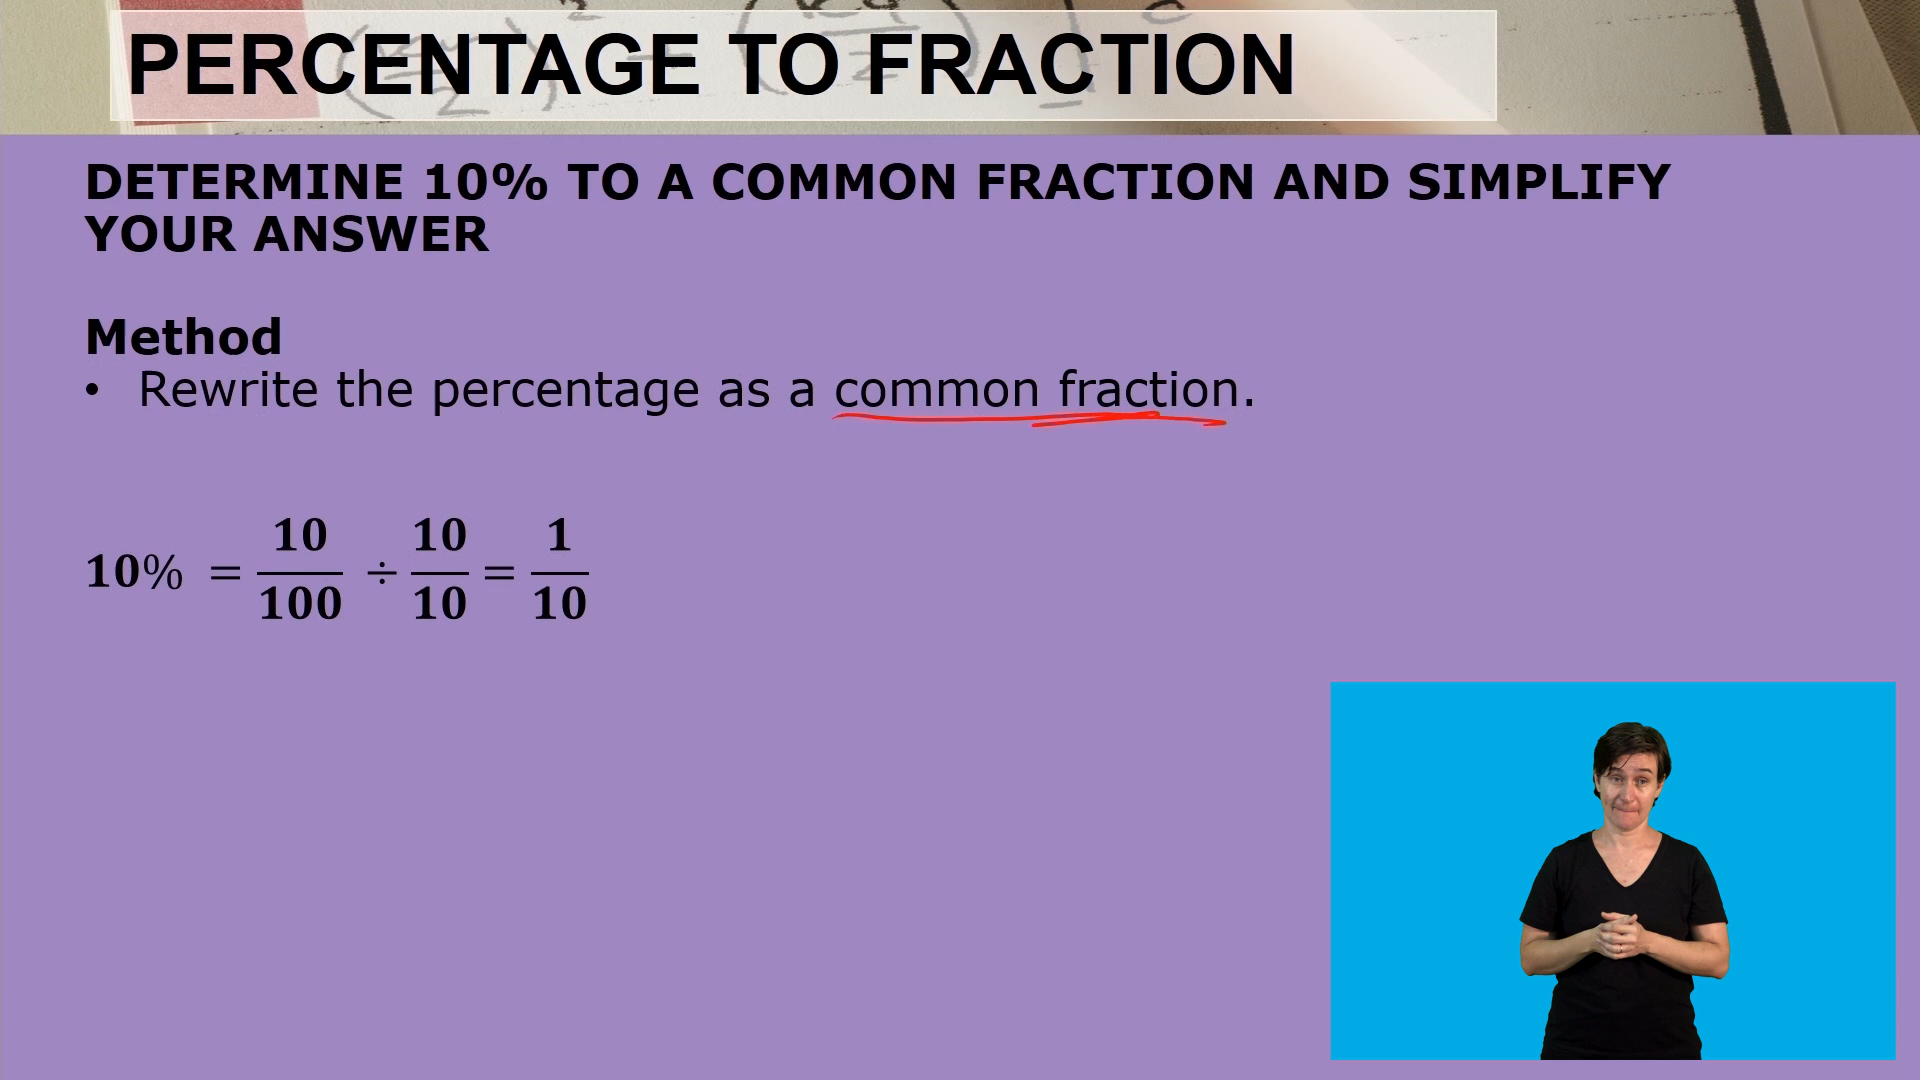 PERCENTAGE TO FRACTION
DETERMINE 10% TO A COMMON FRACTION AND SIMPLIFY
YOUR ANSWER
Method
• Rewrite the percentage as a common fraction.
10% = 10/100 ÷ 10/10 = 1/10